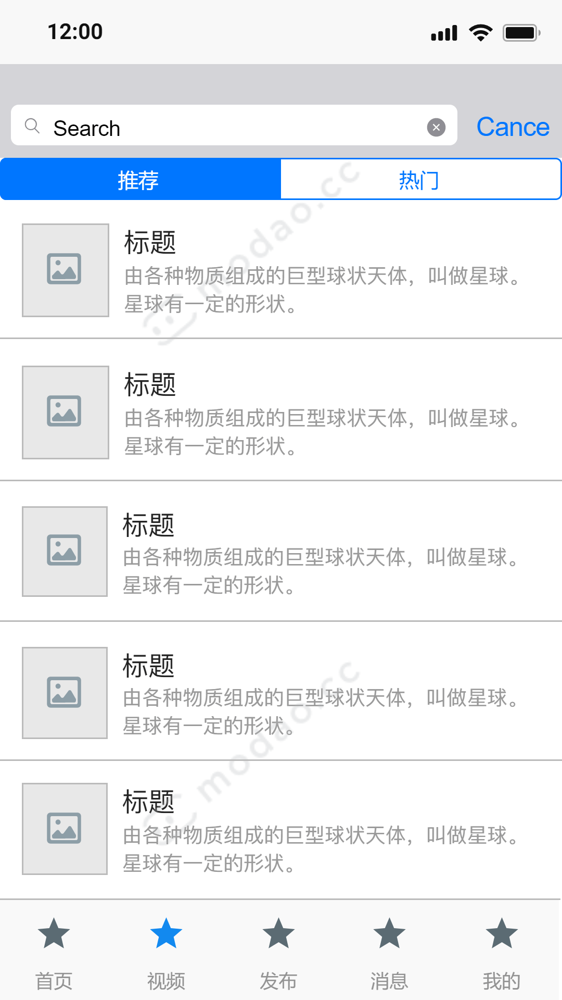 12:00
Search
Cance
推荐
热门
标题
由各种物质组成的巨型球状天体，叫做星球。
星球有一定的形状。
标题
由各种物质组成的巨型球状天体，叫做星球。
星球有一定的形状。
标题
由各种物质组成的巨型球状天体，叫做星球。
星球有一定的形状。
标题
由各种物质组成的巨型球状天体，叫做星球。
星球有一定的形状。
标题
由各种物质组成的巨型球状天体，叫做星球。
星球有一定的形状。
首页
视频
发布
消息
我的
modao.cc
modao.cc